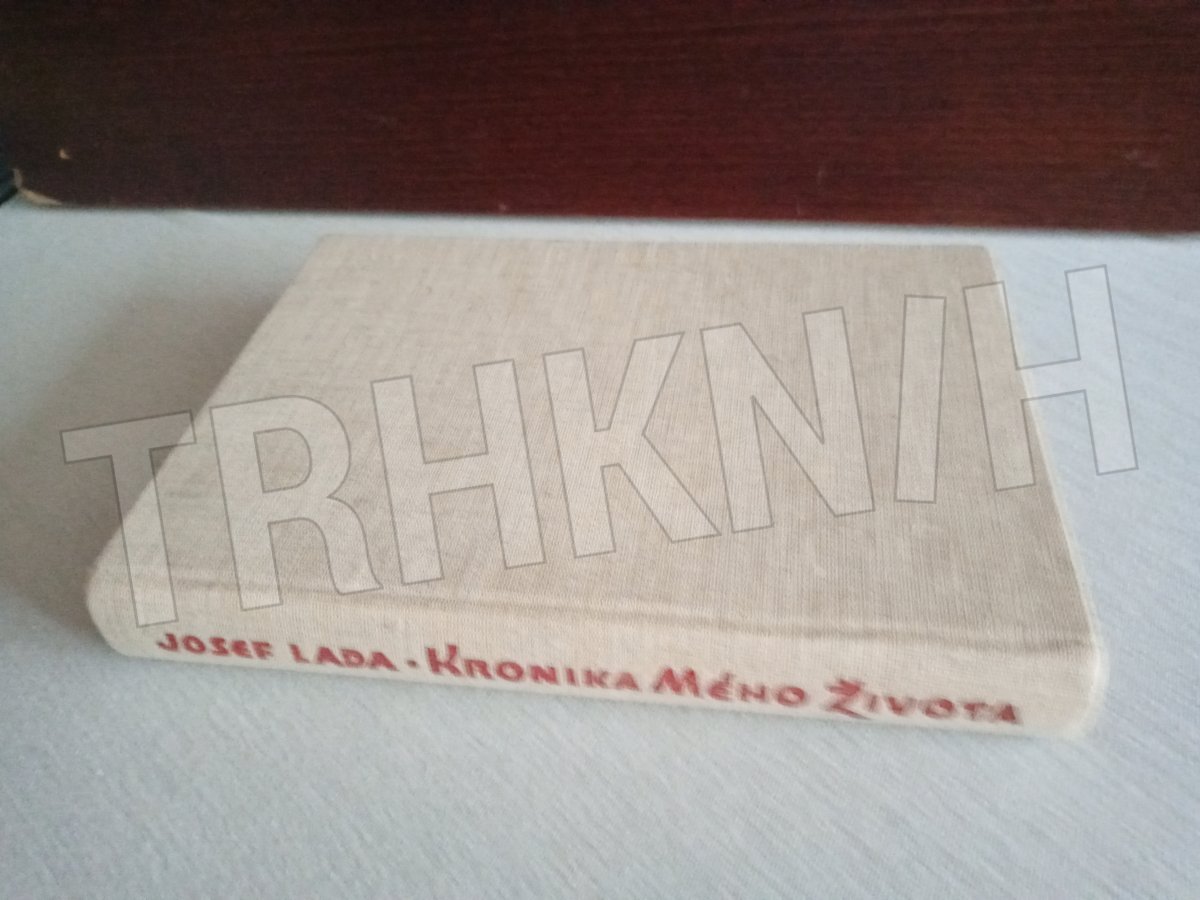 TRHKNIH
JOSEF LADA • KRONIKA MÉHO ŽIVOTA